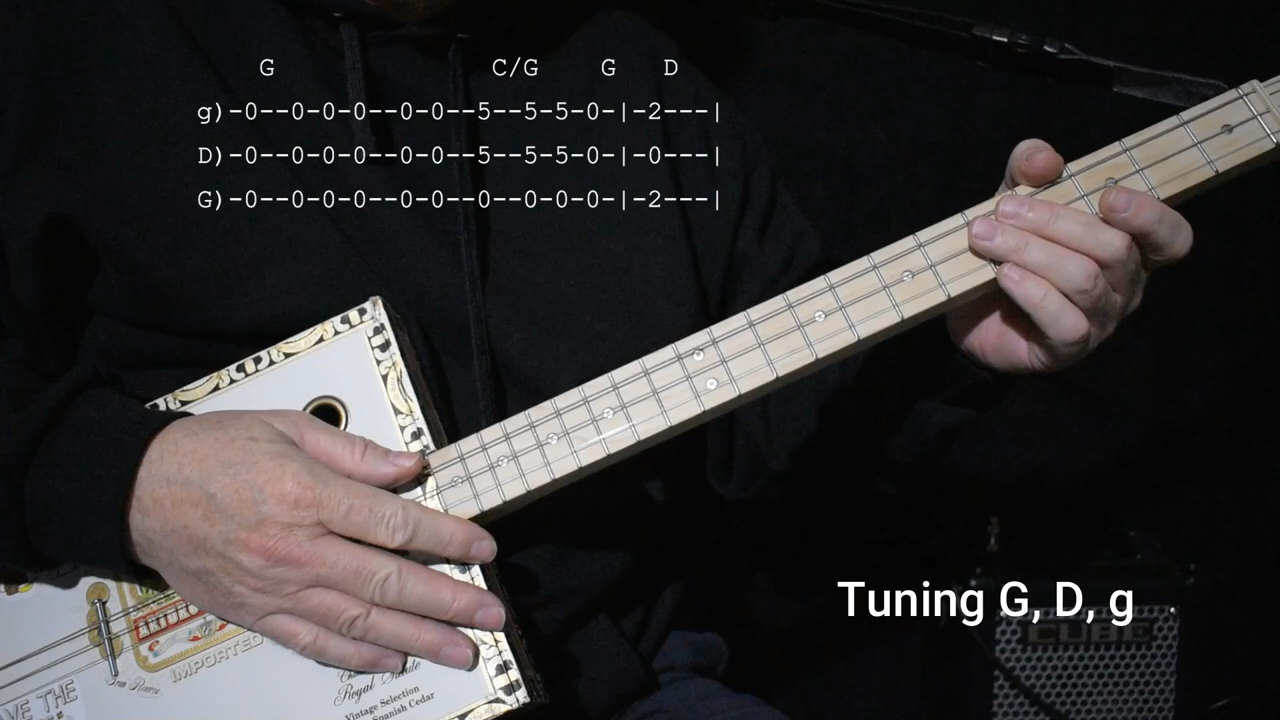 G C/G G D
g)-0--0-0-0--0-0--5--5-5-0-|-2---|
D)-0--0-0-0--0-0--5--5-5-0-|-0---|
G)-0--0-0-0--0-0--0--0-0-0-|-2---|
Tuning G, D, g
CUBE
IMPORTED
Royal
Vintage Selection
Spanish Cedar
THE